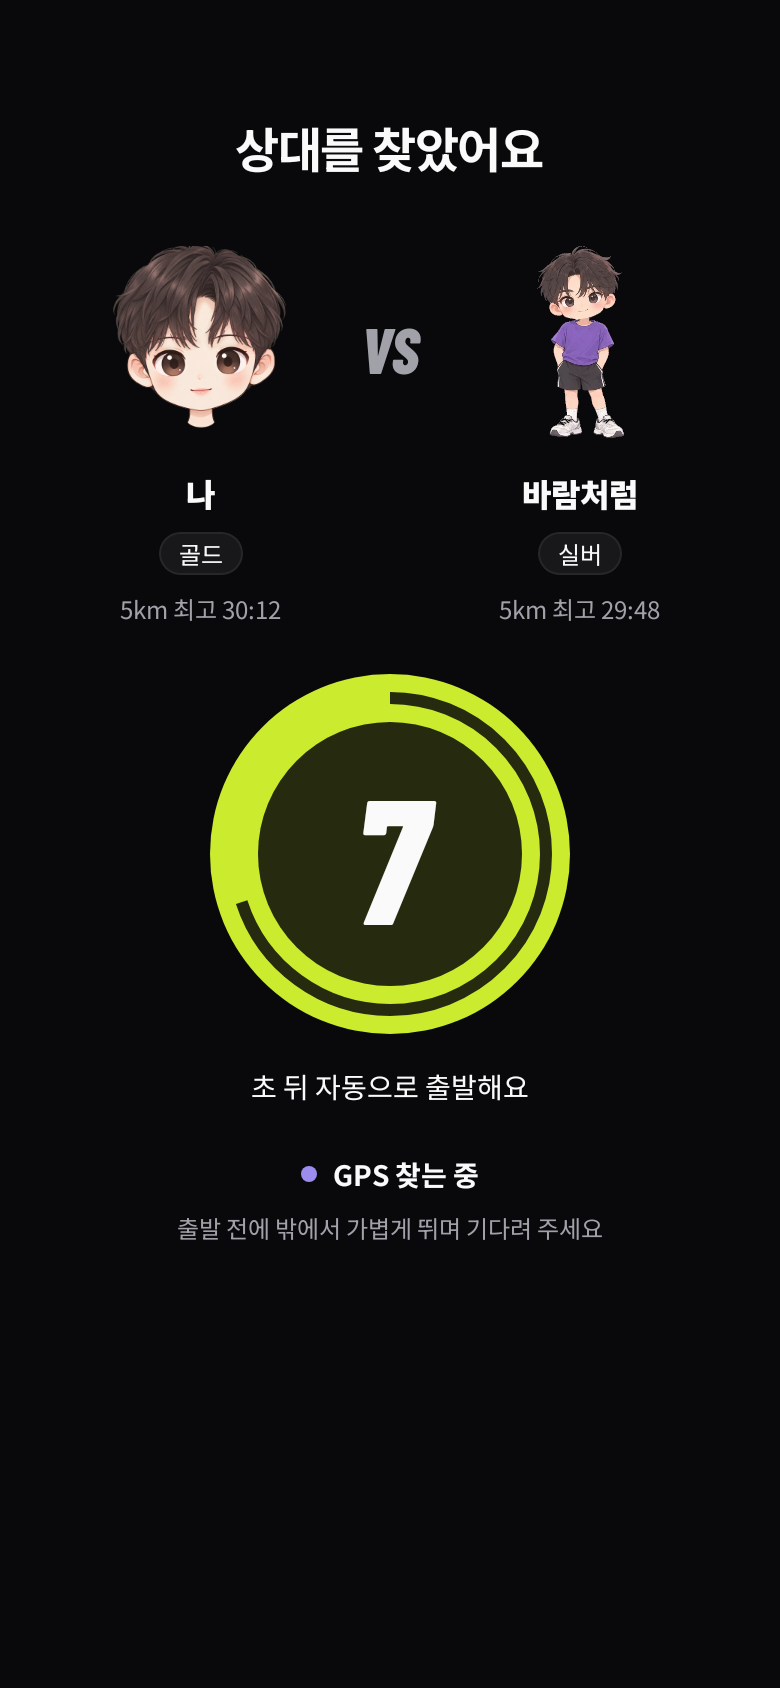 상대를 찾았어요
VS
나
바람처럼
골드
실버
5km 최고 30:12
5km 최고 29:48
7
초 뒤 자동으로 출발해요
GPS 찾는 중
출발 전에 밖에서 가볍게 뛰며 기다려 주세요